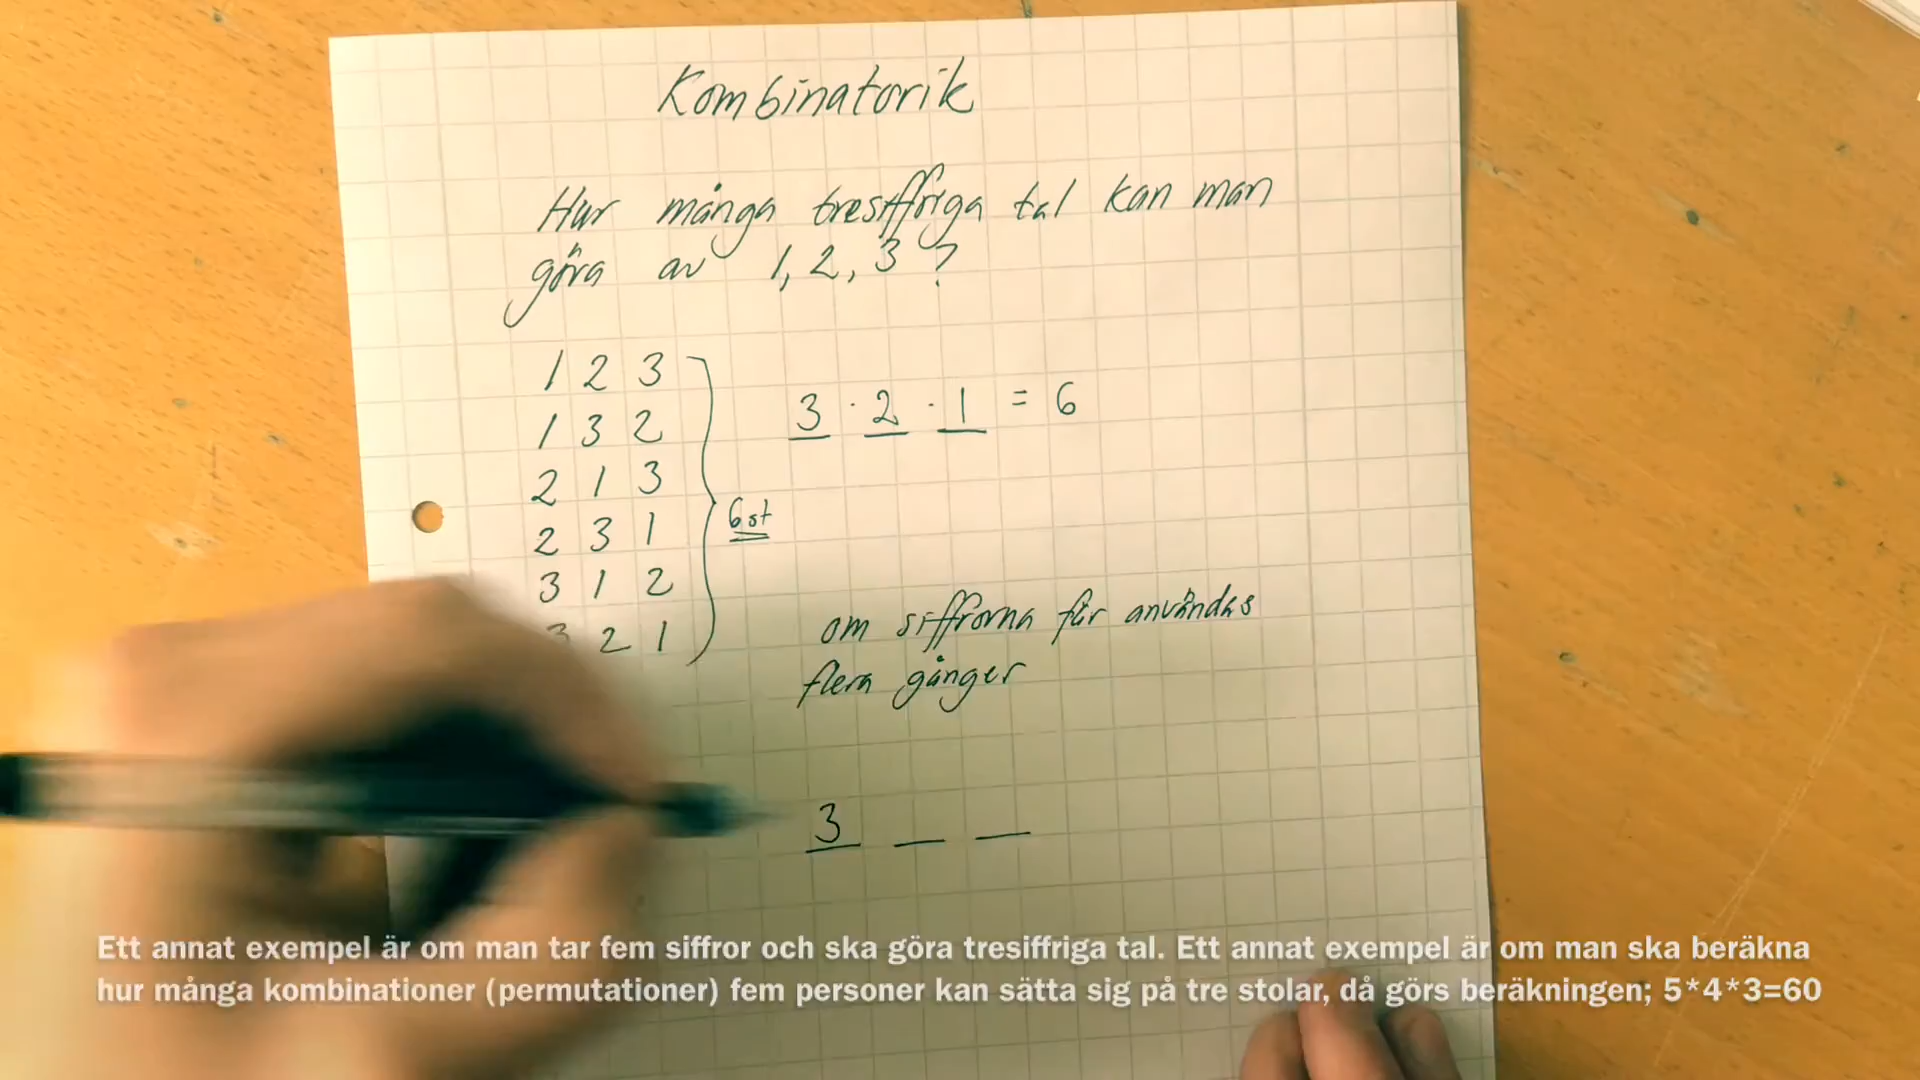 Kombinatorik
Hur många tresiffriga tal kan man
göra av 1, 2, 3 ?
1 2 3
1 3 2
2 1 3
2 3 1
3 1 2
3 2 1
6 st
3 · 2 · 1 = 6
om siffrorna får användas
flera gånger
3 _ _
Ett annat exempel är om man tar fem siffror och ska göra tresiffriga tal. Ett annat exempel är om man ska beräkna
hur många kombinationer (permutationer) fem personer kan sätta sig på tre stolar, då görs beräkningen; 5*4*3=60